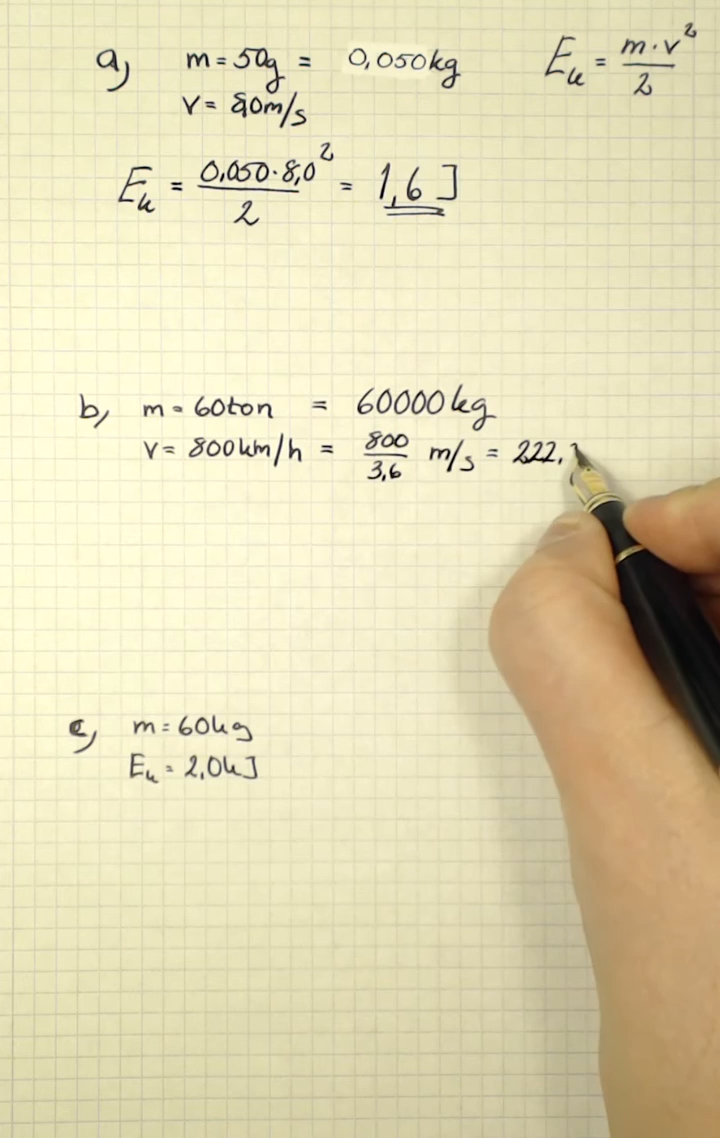 a) m = 50g = 0,050kg
v = 8,0m/s
E_k = m·v² / 2
E_k = 0,050·8,0² / 2 = 1,6 J
b) m = 60ton = 60000kg
v = 800km/h = 800 / 3,6 m/s = 222,
c) m = 60kg
E_k = 2,0kJ